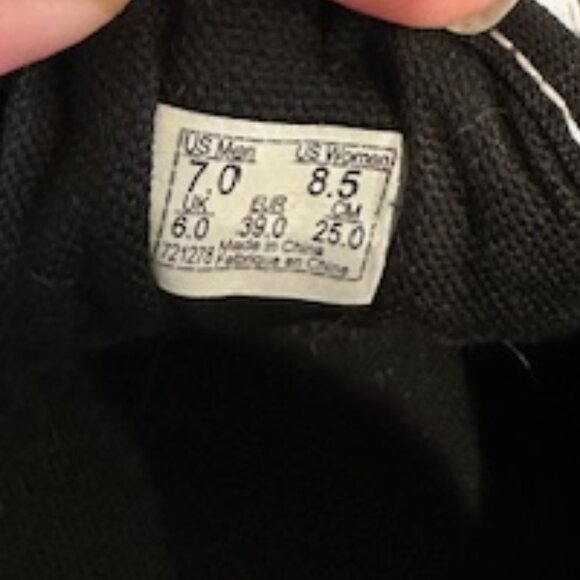 US Men US Women
7.0 8.5
UK EUR CM
6.0 39.0 25.0
721278 Made in China
Fabrique en Chine